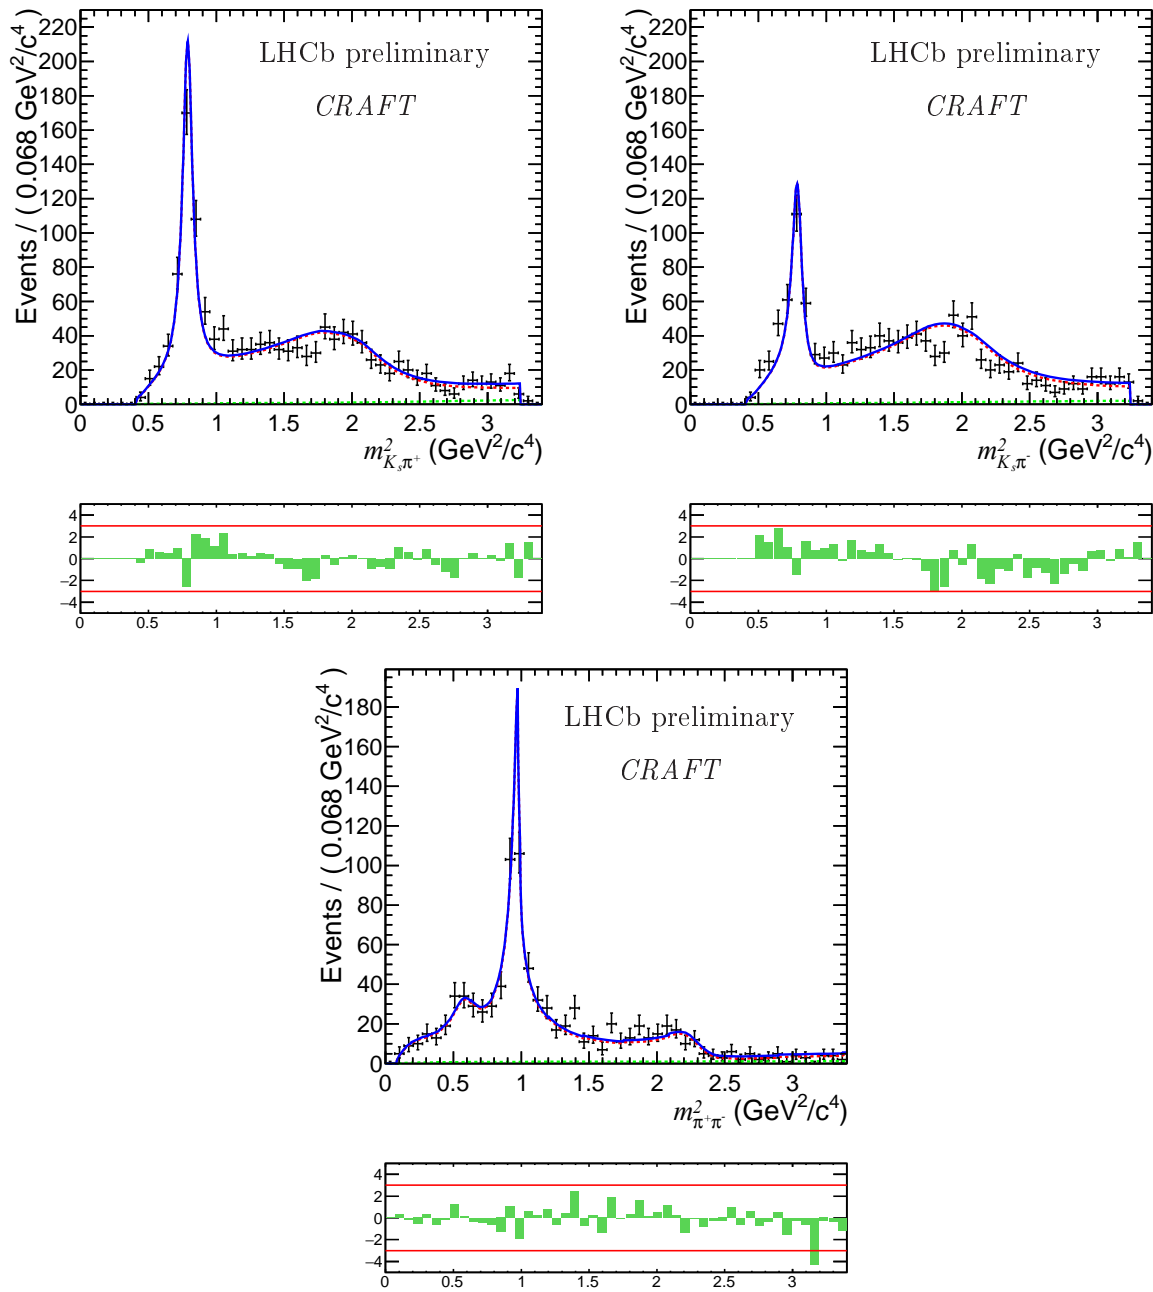 Events / ( 0.068 GeV²/c⁴ )
220
200
180
160
140
120
100
80
60
40
20
0
LHCb preliminary
CRAFT
0 0.5 1 1.5 2 2.5 3
m²_{K_sπ⁺} (GeV²/c⁴)
4
2
0
−2
−4
0 0.5 1 1.5 2 2.5 3
Events / ( 0.068 GeV²/c⁴ )
220
200
180
160
140
120
100
80
60
40
20
0
LHCb preliminary
CRAFT
0 0.5 1 1.5 2 2.5 3
m²_{K_sπ⁻} (GeV²/c⁴)
4
2
0
−2
−4
0 0.5 1 1.5 2 2.5 3
Events / ( 0.068 GeV²/c⁴ )
180
160
140
120
100
80
60
40
20
0
LHCb preliminary
CRAFT
0 0.5 1 1.5 2 2.5 3
m²_{π⁺π⁻} (GeV²/c⁴)
4
2
0
−2
−4
0 0.5 1 1.5 2 2.5 3